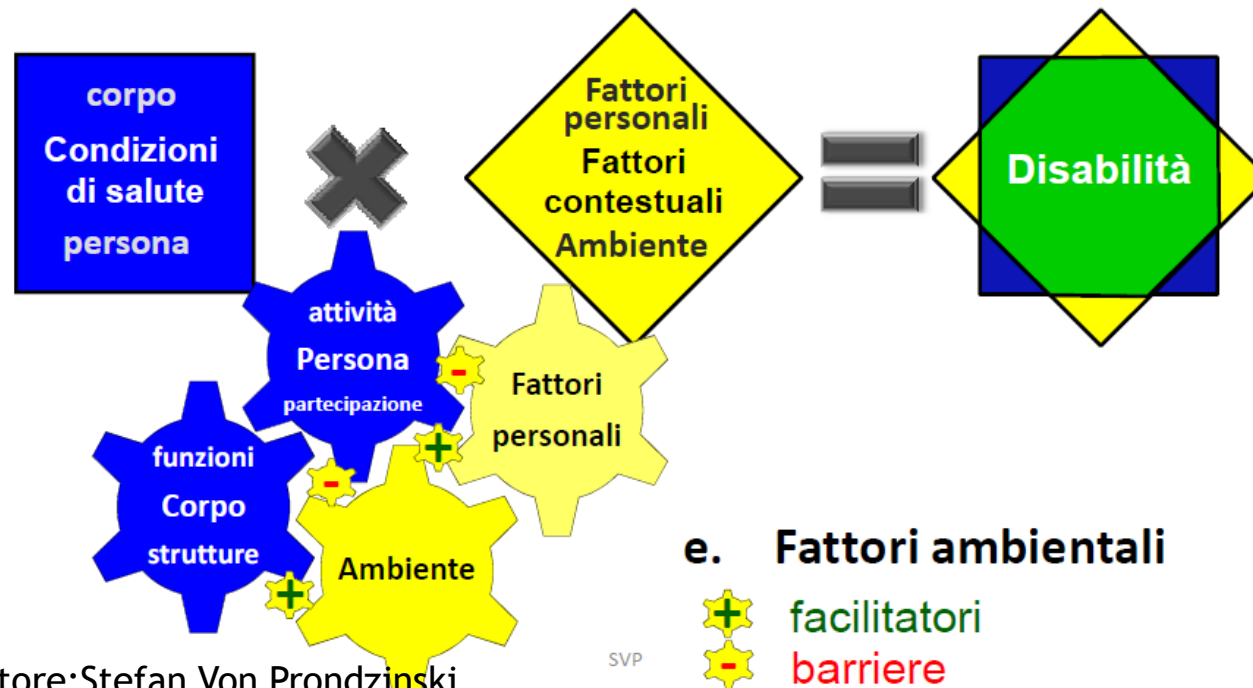 corpo
Condizioni
di salute
persona
Fattori
personali
Fattori
contestuali
Ambiente
Disabilità
attività
Persona
partecipazione
-
Fattori
personali
+
funzioni
Corpo
strutture
-
Ambiente
+
e. Fattori ambientali
+ facilitatori
- barriere
SVP
tore:Stefan Von Prondzinski